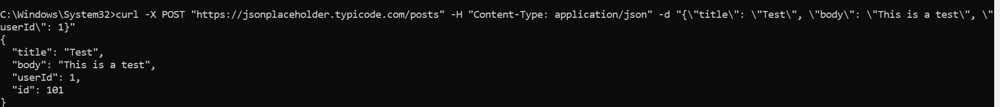 C:\Windows\System32>curl -X POST "https://jsonplaceholder.typicode.com/posts" -H "Content-Type: application/json" -d "{\"title\": \"Test\", \"body\": \"This is a test\", \"
userId\": 1}"
{
  "title": "Test",
  "body": "This is a test",
  "userId": 1,
  "id": 101
}